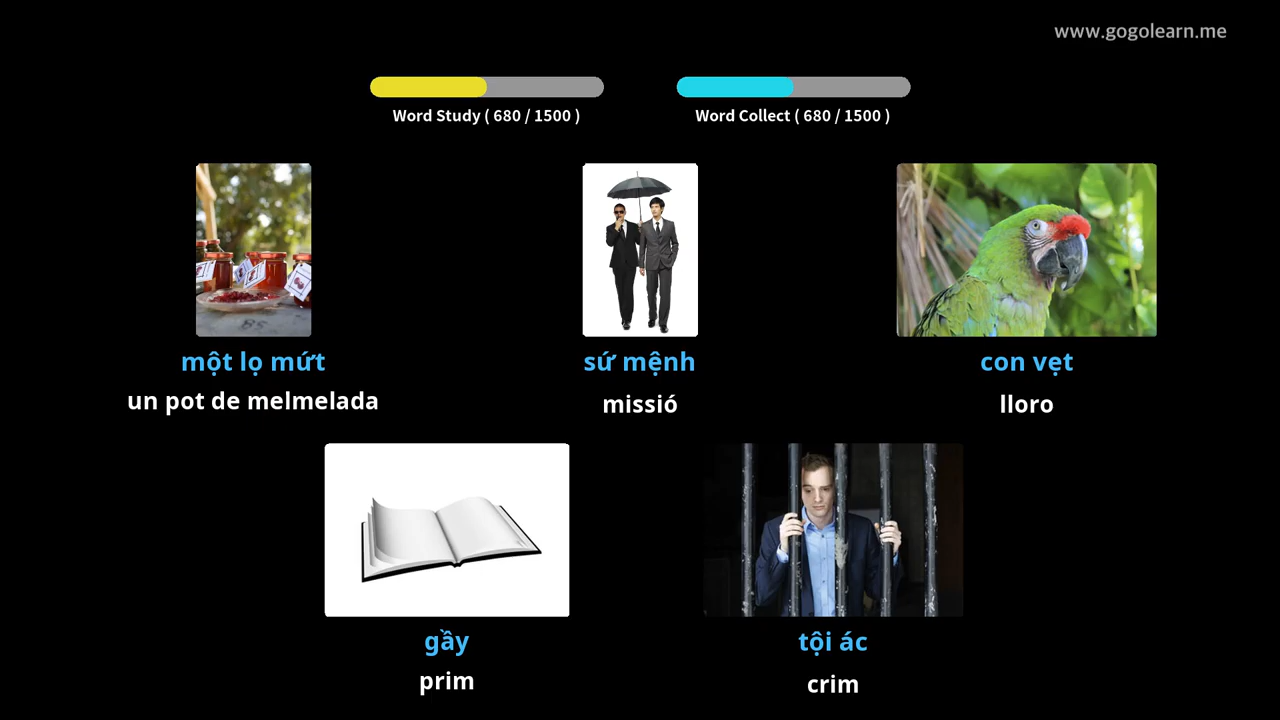 www.gogolearn.me
Word Study ( 680 / 1500 )
Word Collect ( 680 / 1500 )
một lọ mứt
un pot de melmelada
sứ mệnh
missió
con vẹt
lloro
gầy
prim
tội ác
crim